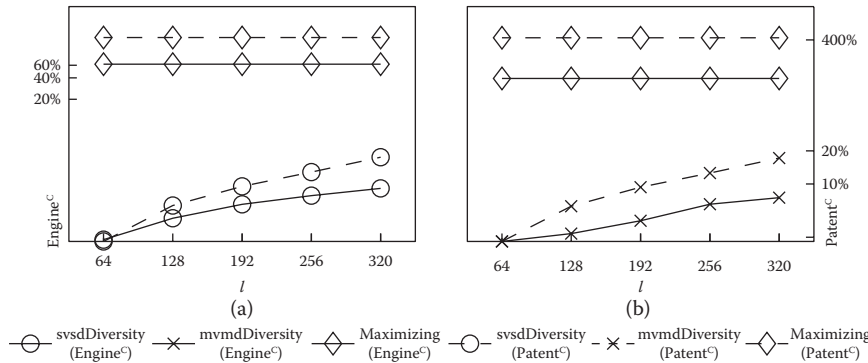 60%
40%
20%
Engine^C
64 128 192 256 320
l
(a)
400%
20%
10%
Patent^C
64 128 192 256 320
l
(b)
svsdDiversity (Engine^C)
mvmdDiversity (Engine^C)
Maximizing (Engine^C)
svsdDiversity (Patent^C)
mvmdDiversity (Patent^C)
Maximizing (Patent^C)